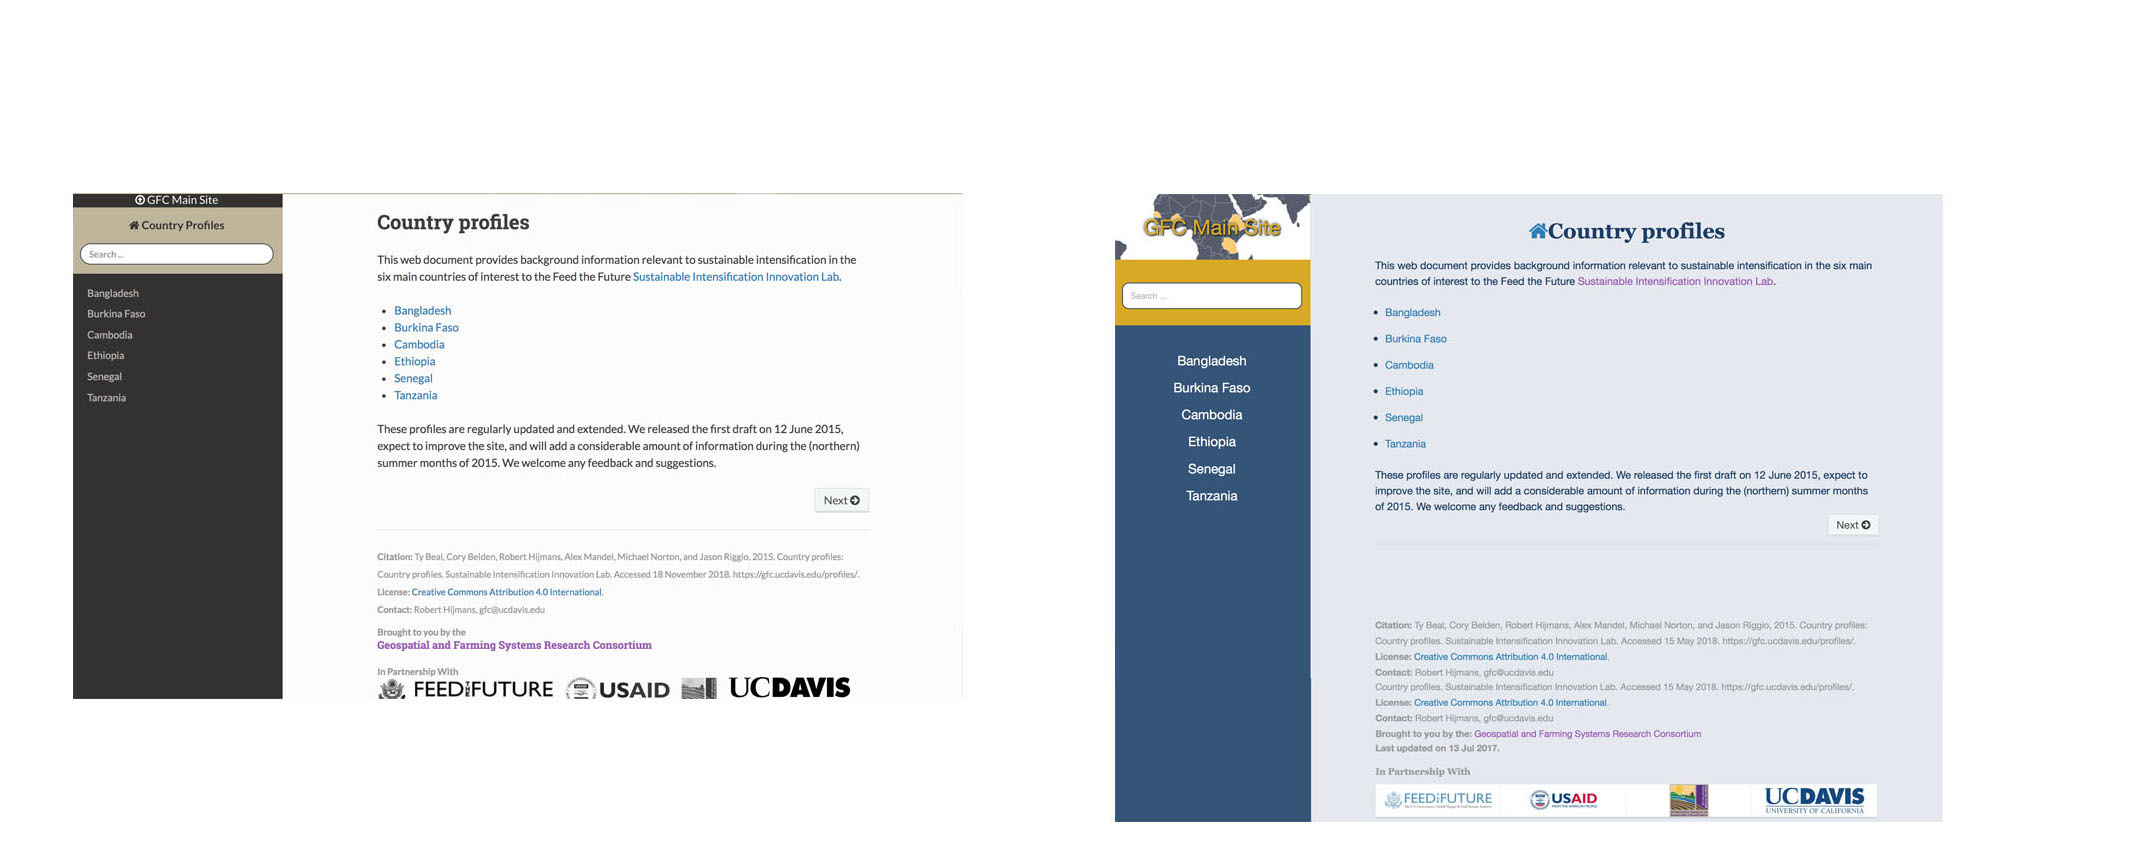 GFC Main Site
Country Profiles
Search ...
Bangladesh
Burkina Faso
Cambodia
Ethiopia
Senegal
Tanzania
Country profiles
This web document provides background information relevant to sustainable intensification in the
six main countries of interest to the Feed the Future Sustainable Intensification Innovation Lab.
• Bangladesh
• Burkina Faso
• Cambodia
• Ethiopia
• Senegal
• Tanzania
These profiles are regularly updated and extended. We released the first draft on 12 June 2015,
expect to improve the site, and will add a considerable amount of information during the (northern)
summer months of 2015. We welcome any feedback and suggestions.
Next
Citation: Ty Beal, Cory Belden, Robert Hijmans, Alex Mandel, Michael Norton, and Jason Riggio, 2015. Country profiles:
Country profiles. Sustainable Intensification Innovation Lab. Accessed 18 November 2018. https://gfc.ucdavis.edu/profiles/.
License: Creative Commons Attribution 4.0 International.
Contact: Robert Hijmans, gfc@ucdavis.edu
Brought to you by the
Geospatial and Farming Systems Research Consortium
In Partnership With
FEED THE FUTURE USAID UCDAVIS
GFC Main Site
Search ...
Bangladesh
Burkina Faso
Cambodia
Ethiopia
Senegal
Tanzania
Country profiles
This web document provides background information relevant to sustainable intensification in the six main
countries of interest to the Feed the Future Sustainable Intensification Innovation Lab.
• Bangladesh
• Burkina Faso
• Cambodia
• Ethiopia
• Senegal
• Tanzania
These profiles are regularly updated and extended. We released the first draft on 12 June 2015, expect to
improve the site, and will add a considerable amount of information during the (northern) summer months
of 2015. We welcome any feedback and suggestions.
Next
Citation: Ty Beal, Cory Belden, Robert Hijmans, Alex Mandel, Michael Norton, and Jason Riggio, 2015. Country profiles:
Country profiles. Sustainable Intensification Innovation Lab. Accessed 15 May 2018. https://gfc.ucdavis.edu/profiles/.
License: Creative Commons Attribution 4.0 International.
Contact: Robert Hijmans, gfc@ucdavis.edu
Country profiles. Sustainable Intensification Innovation Lab. Accessed 15 May 2018. https://gfc.ucdavis.edu/profiles/.
License: Creative Commons Attribution 4.0 International.
Contact: Robert Hijmans, gfc@ucdavis.edu
Brought to you by the: Geospatial and Farming Systems Research Consortium
Last updated on 13 Jul 2017.
In Partnership With
FEED THE FUTURE USAID UCDAVIS
FROM THE AMERICAN PEOPLE UNIVERSITY OF CALIFORNIA